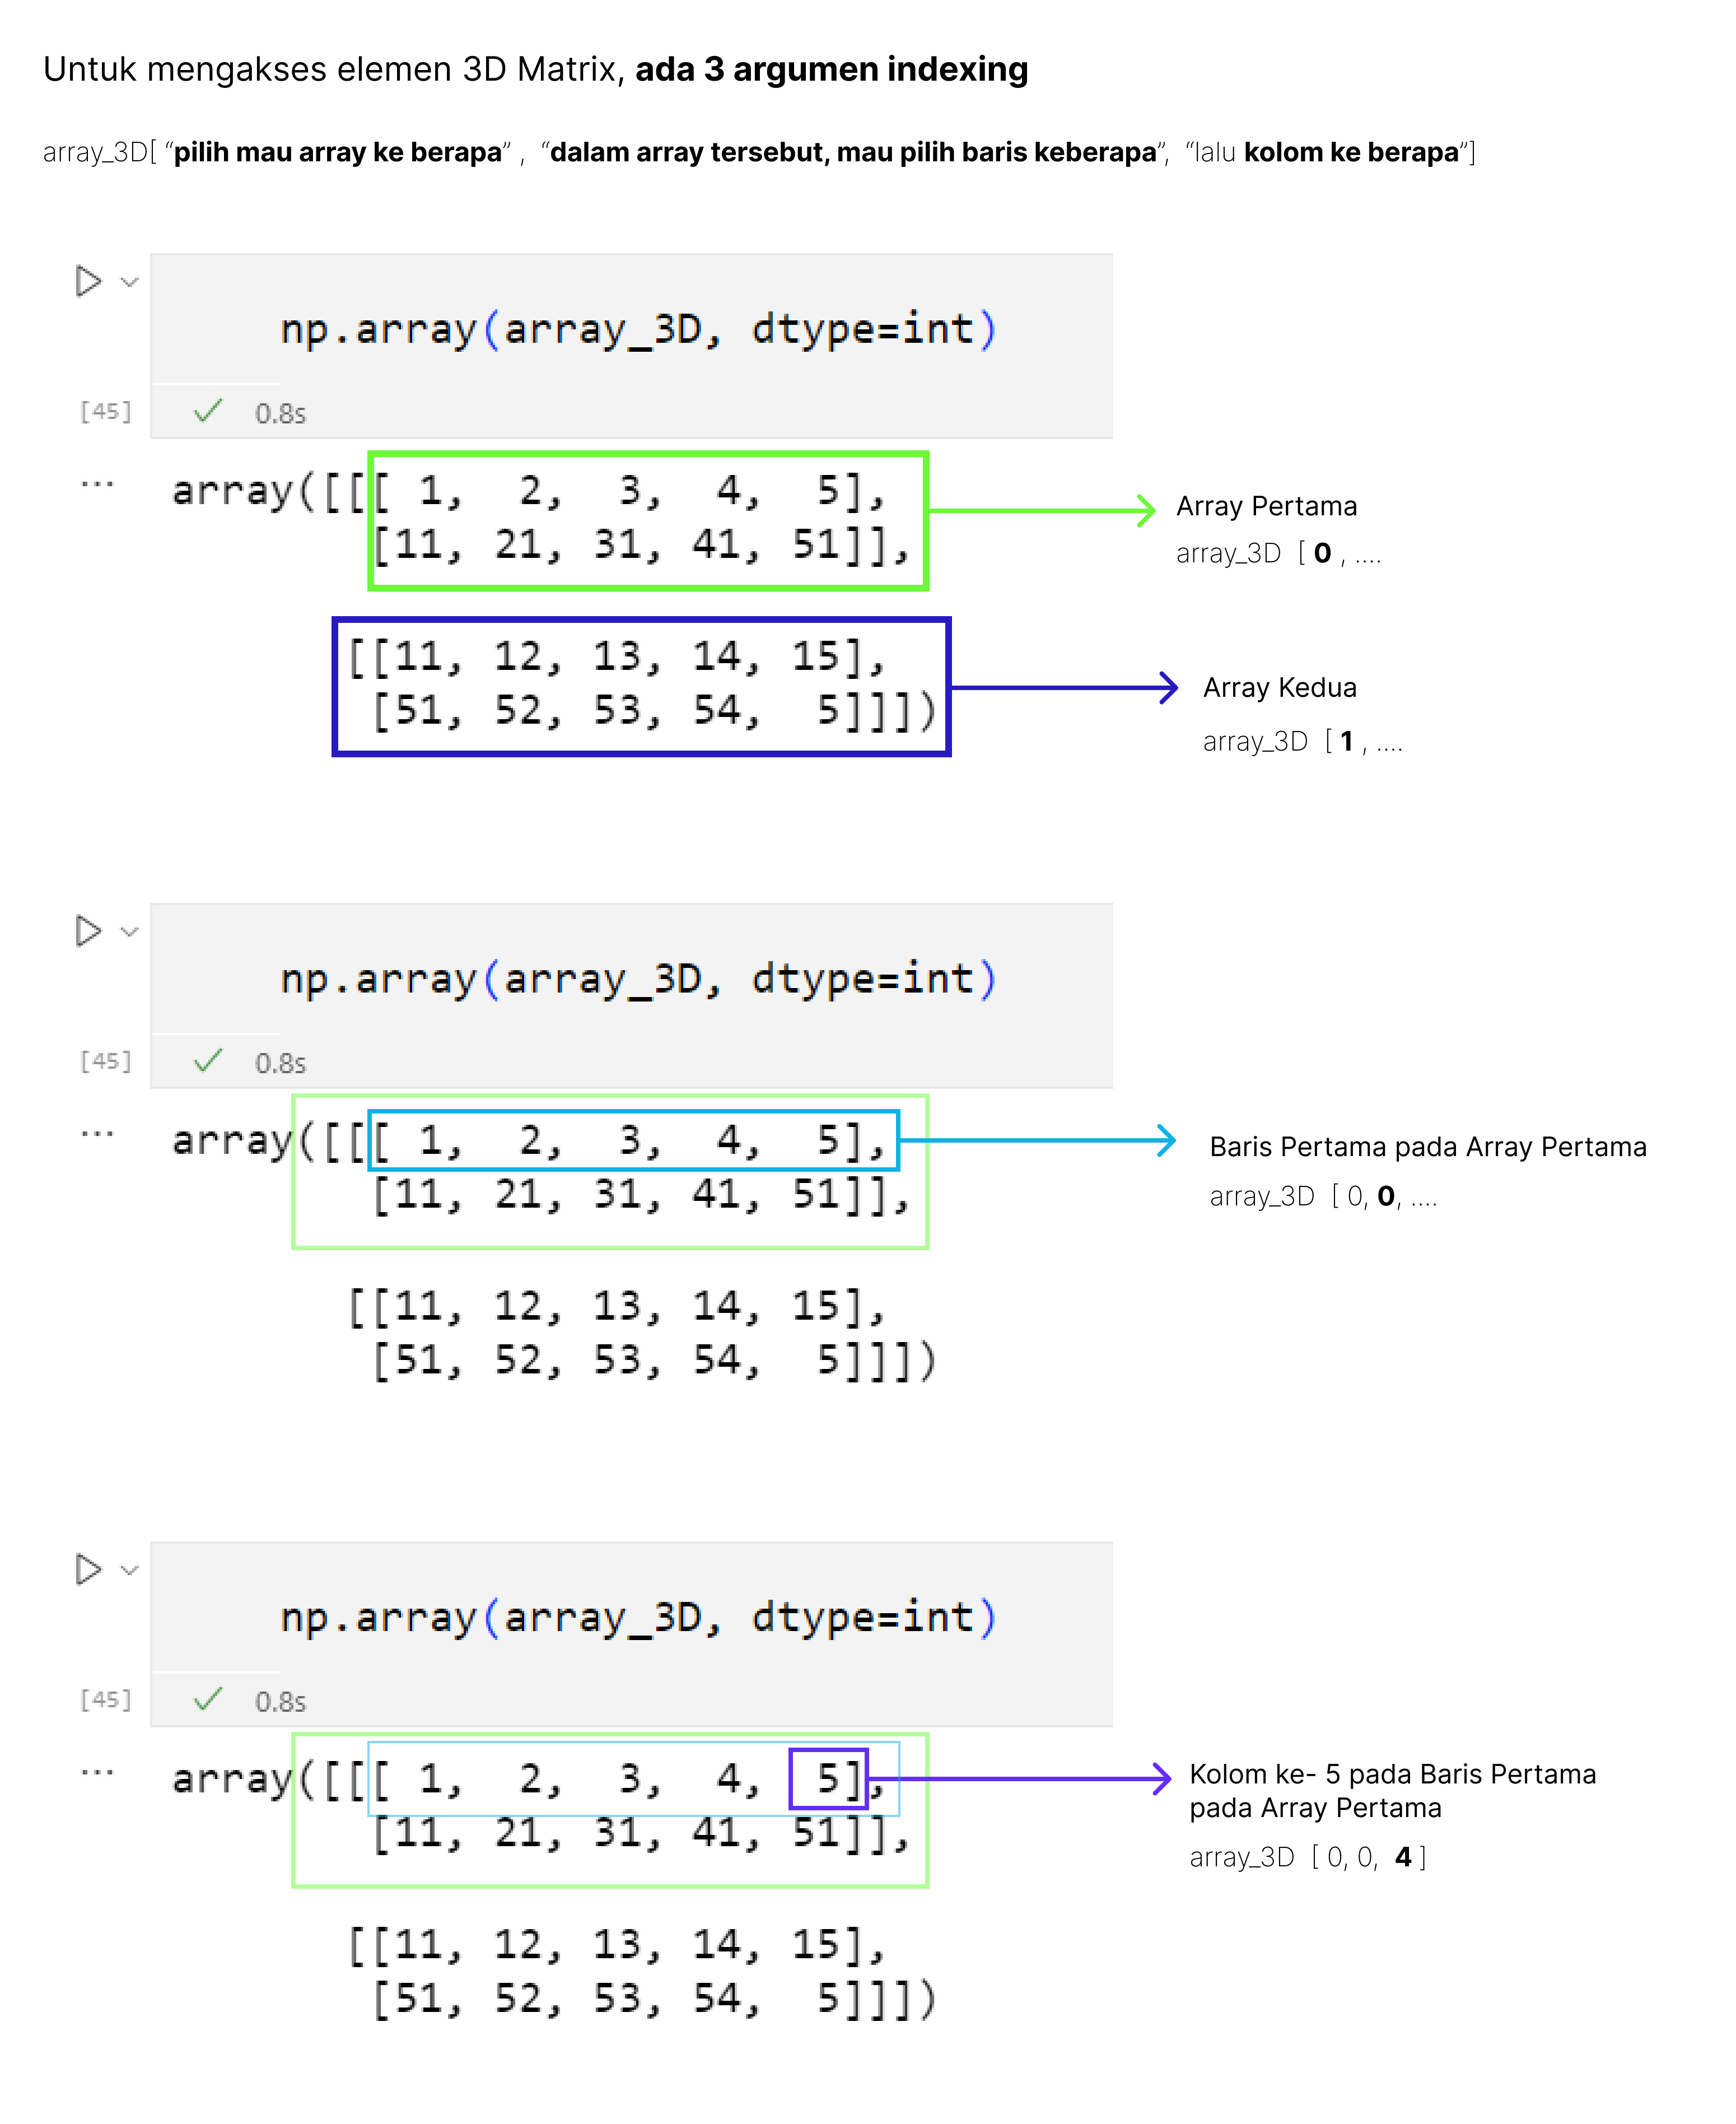 Untuk mengakses elemen 3D Matrix, ada 3 argumen indexing
array_3D[ “pilih mau array ke berapa” , “dalam array tersebut, mau pilih baris keberapa”, “lalu kolom ke berapa”]
np.array(array_3D, dtype=int)
[45] ✓ 0.8s
... array([[[ 1, 2, 3, 4, 5],
[11, 21, 31, 41, 51]],
Array Pertama
array_3D [ 0 , ....
[[11, 12, 13, 14, 15],
[51, 52, 53, 54, 5]]])
Array Kedua
array_3D [ 1 , ....
np.array(array_3D, dtype=int)
[45] ✓ 0.8s
... array([[[ 1, 2, 3, 4, 5],
[11, 21, 31, 41, 51]],
Baris Pertama pada Array Pertama
array_3D [ 0, 0, ....
[[11, 12, 13, 14, 15],
[51, 52, 53, 54, 5]]])
np.array(array_3D, dtype=int)
[45] ✓ 0.8s
... array([[[ 1, 2, 3, 4, 5],
[11, 21, 31, 41, 51]],
Kolom ke- 5 pada Baris Pertama
pada Array Pertama
array_3D [ 0, 0, 4 ]
[[11, 12, 13, 14, 15],
[51, 52, 53, 54, 5]]])